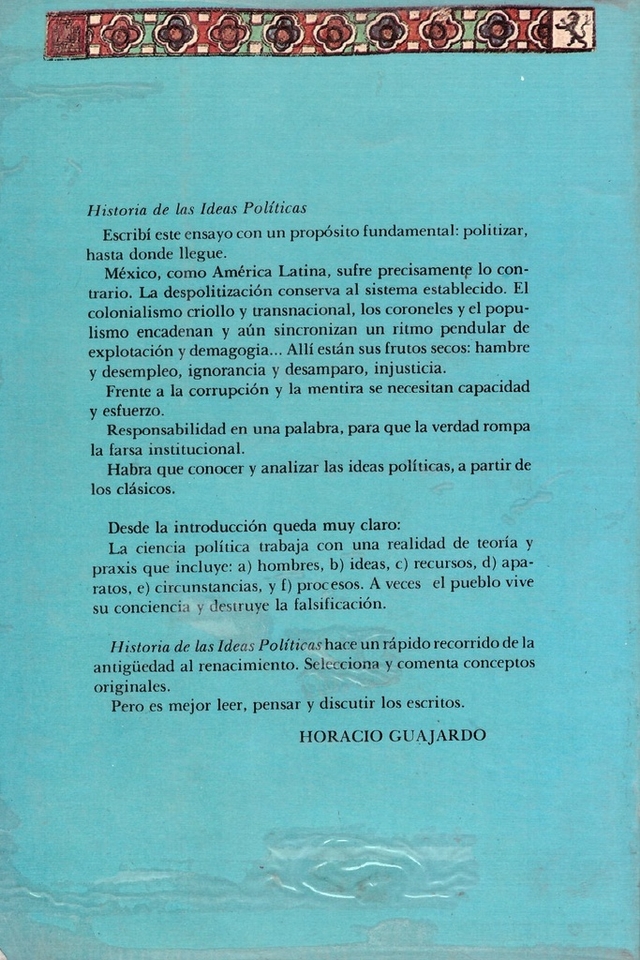 Historia de las Ideas Políticas
Escribí este ensayo con un propósito fundamental: politizar,
hasta donde llegue.
México, como América Latina, sufre precisamente lo con-
trario. La despolitización conserva al sistema establecido. El
colonialismo criollo y transnacional, los coroneles y el popu-
lismo encadenan y aún sincronizan un ritmo pendular de
explotación y demagogia... Allí están sus frutos secos: hambre
y desempleo, ignorancia y desamparo, injusticia.
Frente a la corrupción y la mentira se necesitan capacidad
y esfuerzo.
Responsabilidad en una palabra, para que la verdad rompa
la farsa institucional.
Habra que conocer y analizar las ideas políticas, a partir de
los clásicos.
Desde la introducción queda muy claro:
La ciencia política trabaja con una realidad de teoría y
praxis que incluye: a) hombres, b) ideas, c) recursos, d) apa-
ratos, e) circunstancias, y f) procesos. A veces el pueblo vive
su conciencia y destruye la falsificación.
Historia de las Ideas Políticas hace un rápido recorrido de la
antigüedad al renacimiento. Selecciona y comenta conceptos
originales.
Pero es mejor leer, pensar y discutir los escritos.
HORACIO GUAJARDO